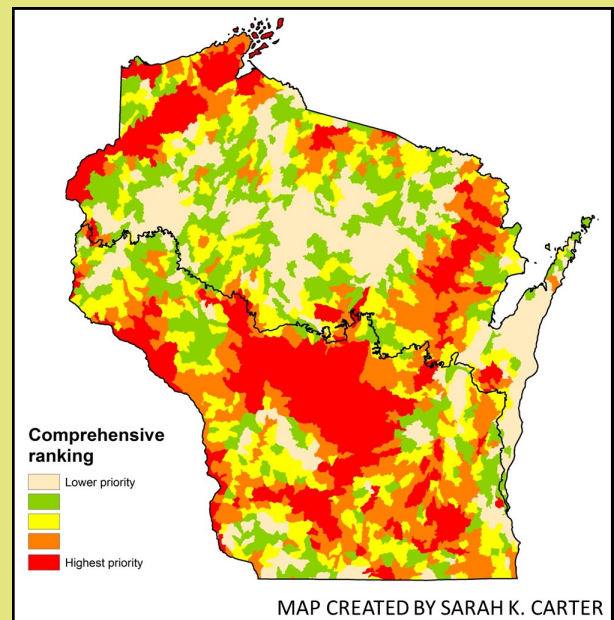 Comprehensive
ranking
Lower priority
Highest priority
MAP CREATED BY SARAH K. CARTER